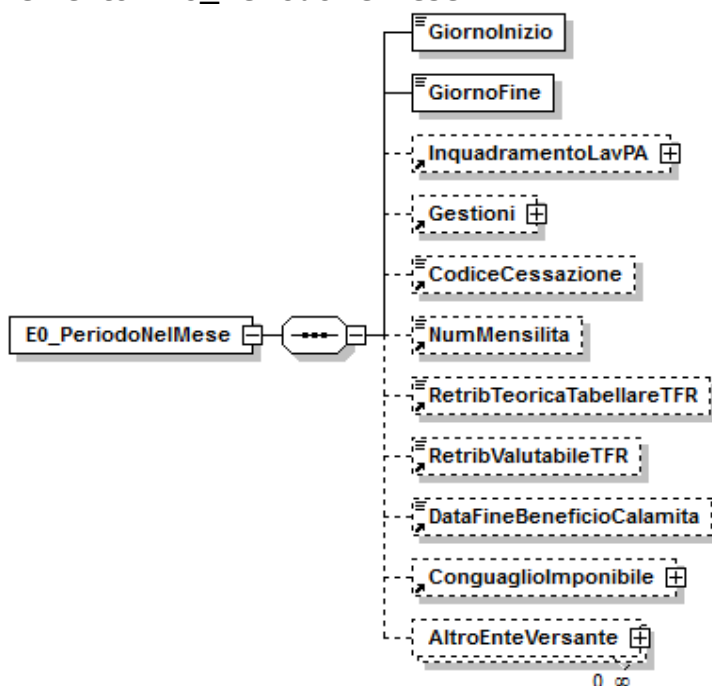 GiornoInizio
GiornoFine
InquadramentoLavPA
Gestioni
CodiceCessazione
E0_PeriodoNelMese
NumMensilita
RetribTeoricaTabellareTFR
RetribValutabileTFR
DataFineBeneficioCalamita
ConguaglioImponibile
AltroEnteVersante
0..∞